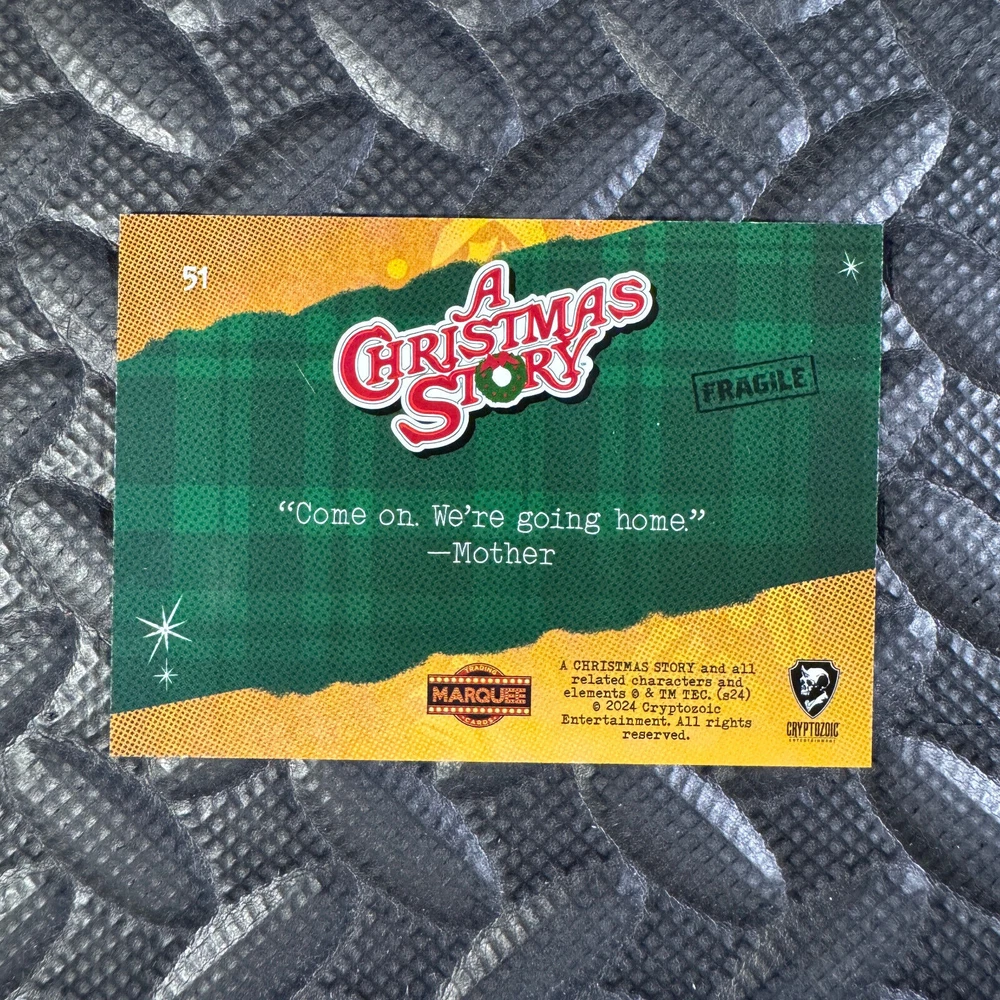 51
A
CHRISTMAS
STORY
FRAGILE
“Come on. We’re going home.”
—Mother
TRADING
MARQUEE
CARDS
A CHRISTMAS STORY and all
related characters and
elements © & TM TEC. (s24)
© 2024 Cryptozoic
Entertainment. All rights
reserved.
CRYPTOZOIC
ENTERTAINMENT